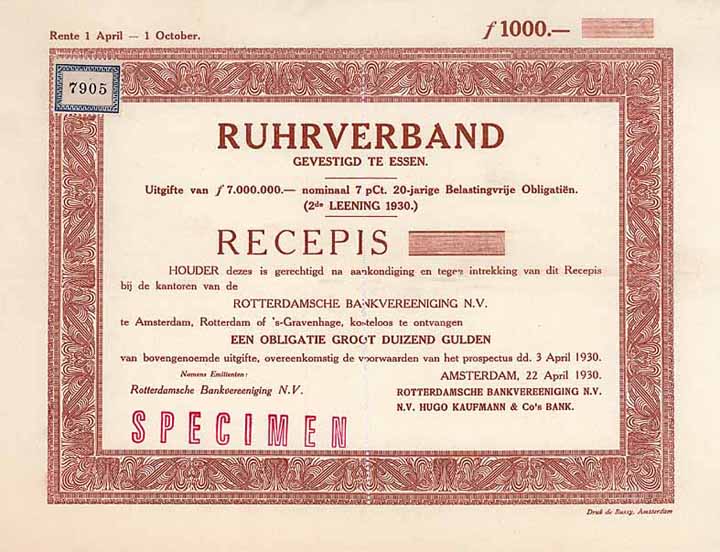 Rente 1 April — 1 October.
ƒ 1000.—
7905
RUHRVERBAND
GEVESTIGD TE ESSEN.
Uitgifte van ƒ 7.000.000.— nominaal 7 pCt. 20-jarige Belastingvrije Obligatiën.
(2de LEENING 1930.)
RECEPIS
HOUDER dezes is gerechtigd na aankondiging en tegen intrekking van dit Recepis
bij de kantoren van de
ROTTERDAMSCHE BANKVEREENIGING N.V.
te Amsterdam, Rotterdam of 's-Gravenhage, kosteloos te ontvangen
EEN OBLIGATIE GROOT DUIZEND GULDEN
van bovengenoemde uitgifte, overeenkomstig de voorwaarden van het prospectus dd. 3 April 1930.
Namens Emittenten:
AMSTERDAM, 22 April 1930.
Rotterdamsche Bankvereeniging N.V.
ROTTERDAMSCHE BANKVEREENIGING N.V.
N.V. HUGO KAUFMANN & Co's BANK.
SPECIMEN
Druk de Bussy, Amsterdam